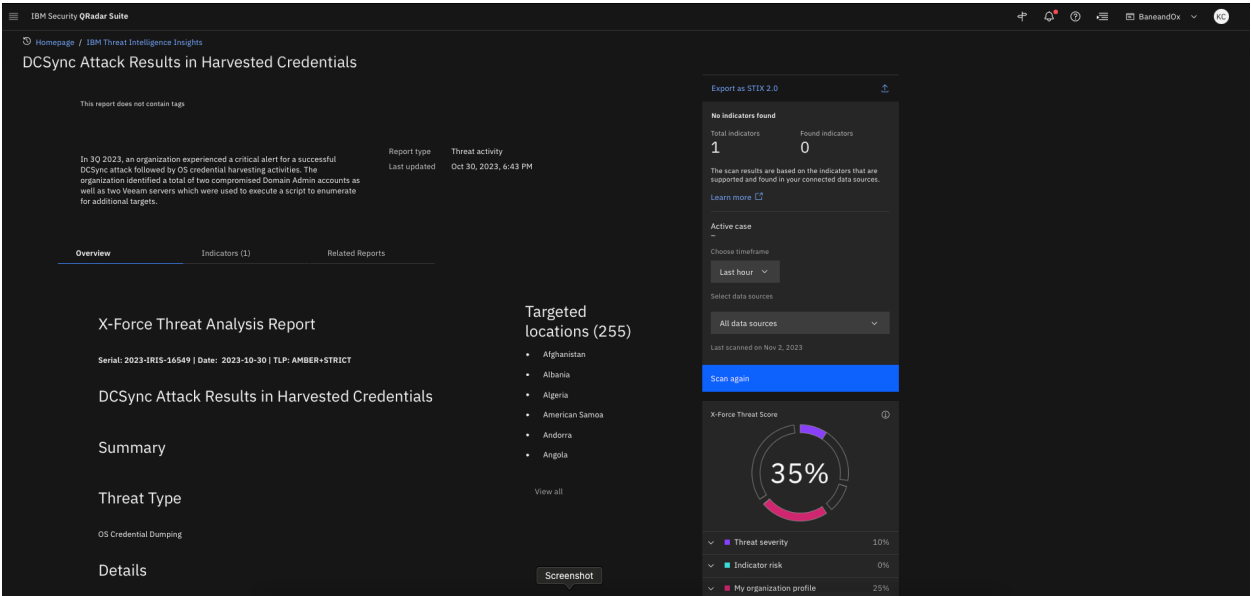 IBM Security QRadar Suite
BaneandOx
KC
Homepage / IBM Threat Intelligence Insights
DCSync Attack Results in Harvested Credentials
This report does not contain tags
In 3Q 2023, an organization experienced a critical alert for a successful
DCSync attack followed by OS credential harvesting activities. The
organization identified a total of two compromised Domain Admin accounts as
well as two Veeam servers which were used to execute a script to enumerate
for additional targets.
Report type Threat activity
Last updated Oct 30, 2023, 6:43 PM
Overview Indicators (1) Related Reports
X-Force Threat Analysis Report
Serial: 2023-IRIS-16549 | Date: 2023-10-30 | TLP: AMBER+STRICT
DCSync Attack Results in Harvested Credentials
Summary
Threat Type
OS Credential Dumping
Details
Targeted
locations (255)
• Afghanistan
• Albania
• Algeria
• American Samoa
• Andorra
• Angola
View all
Screenshot
Export as STIX 2.0
No indicators found
Total indicators Found indicators
1 0
The scan results are based on the indicators that are
supported and found in your connected data sources.
Learn more
Active case
–
Choose timeframe
Last hour
Select data sources
All data sources
Last scanned on Nov 2, 2023
Scan again
X-Force Threat Score
35%
Threat severity 10%
Indicator risk 0%
My organization profile 25%